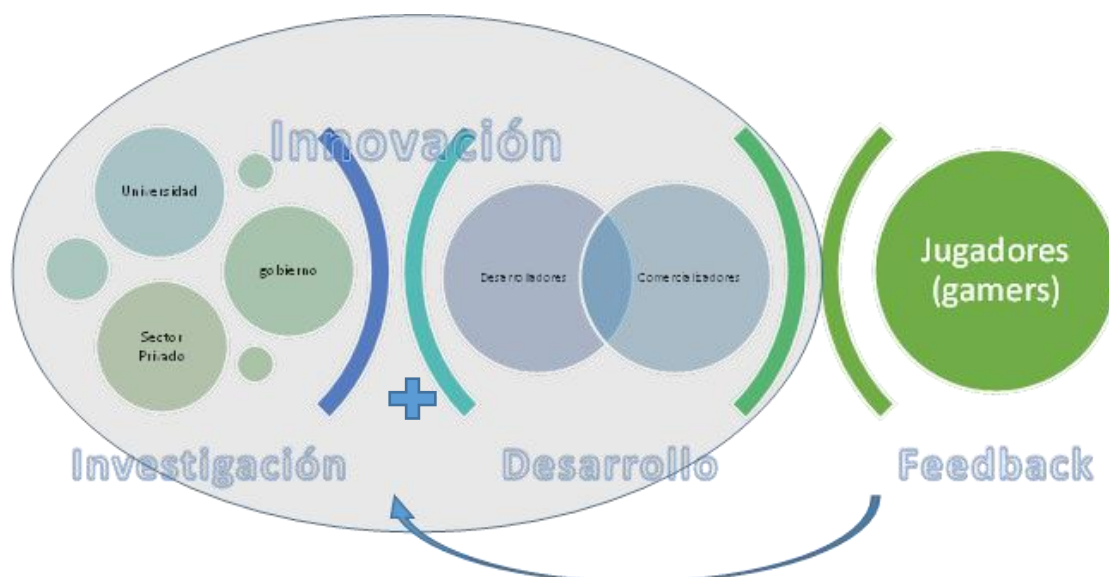 Innovación
Universidad
gobierno
Sector
Privado
Desarrolladores
Comercializadores
Jugadores
(gamers)
Investigación
Desarrollo
Feedback